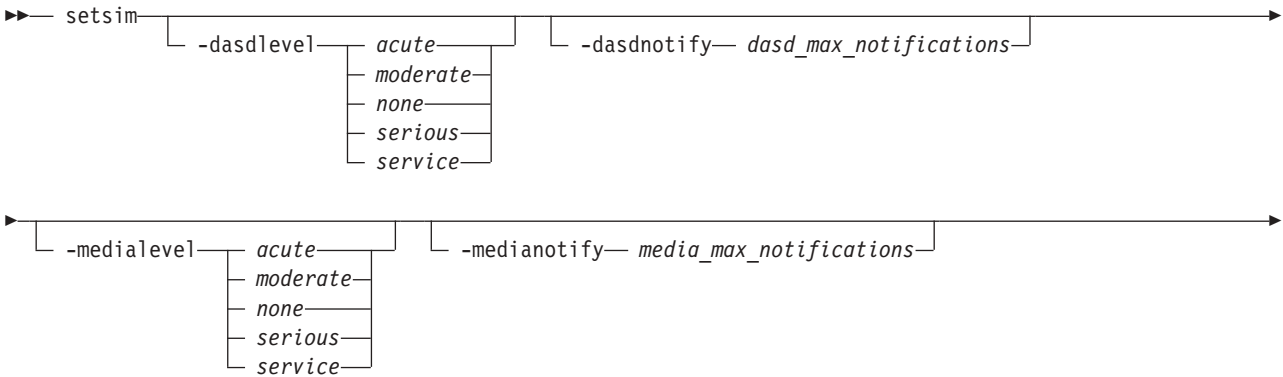 setsim
-dasdlevel acute -dasdnotify dasd_max_notifications
moderate
none
serious
service
-medialevel acute -medianotify media_max_notifications
moderate
none
serious
service